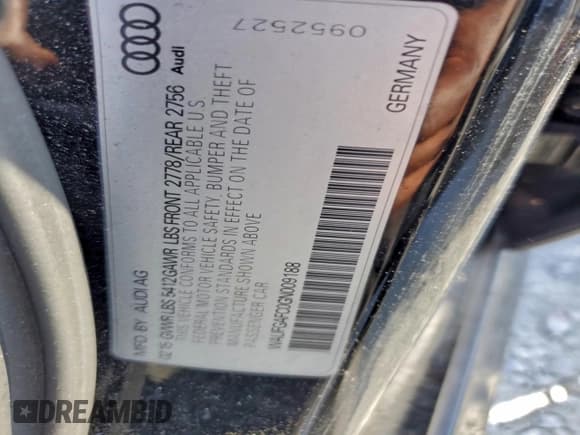 MFD. BY AUDI AG
02.15 GVWR LBS 5412 GAWR LBS FRONT 2778/REAR 2756
THIS VEHICLE CONFORMS TO ALL APPLICABLE U.S
FEDERAL MOTOR VEHICLE SAFETY, BUMPER AND THEFT
PREVENTION STANDARDS IN EFFECT ON THE DATE OF
MANUFACTURE SHOWN ABOVE
PASSENGER CAR
WAUFGAFC0GN009188
Audi
09522527
GERMANY
DREAMBID